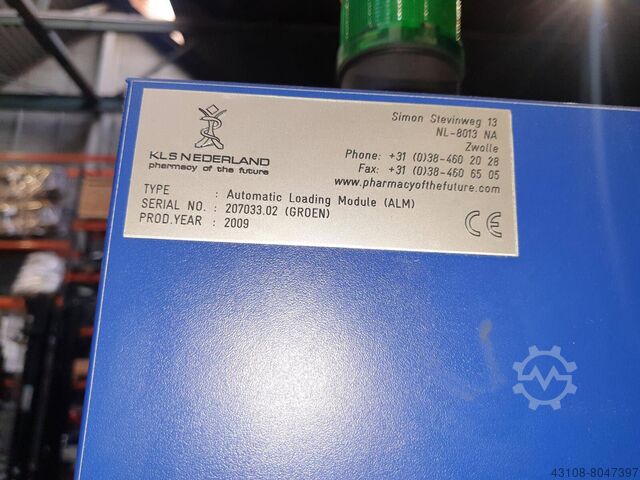 KLS NEDERLAND
pharmacy of the future
Simon Stevinweg 13
NL-8013 NA
Zwolle
Phone: +31 (0)38-460 20 28
Fax: +31 (0)38-460 65 05
www.pharmacyofthefuture.com
TYPE : Automatic Loading Module (ALM)
SERIAL NO. : 207033.02 (GROEN)
PROD.YEAR : 2009
CE
43108-8047397